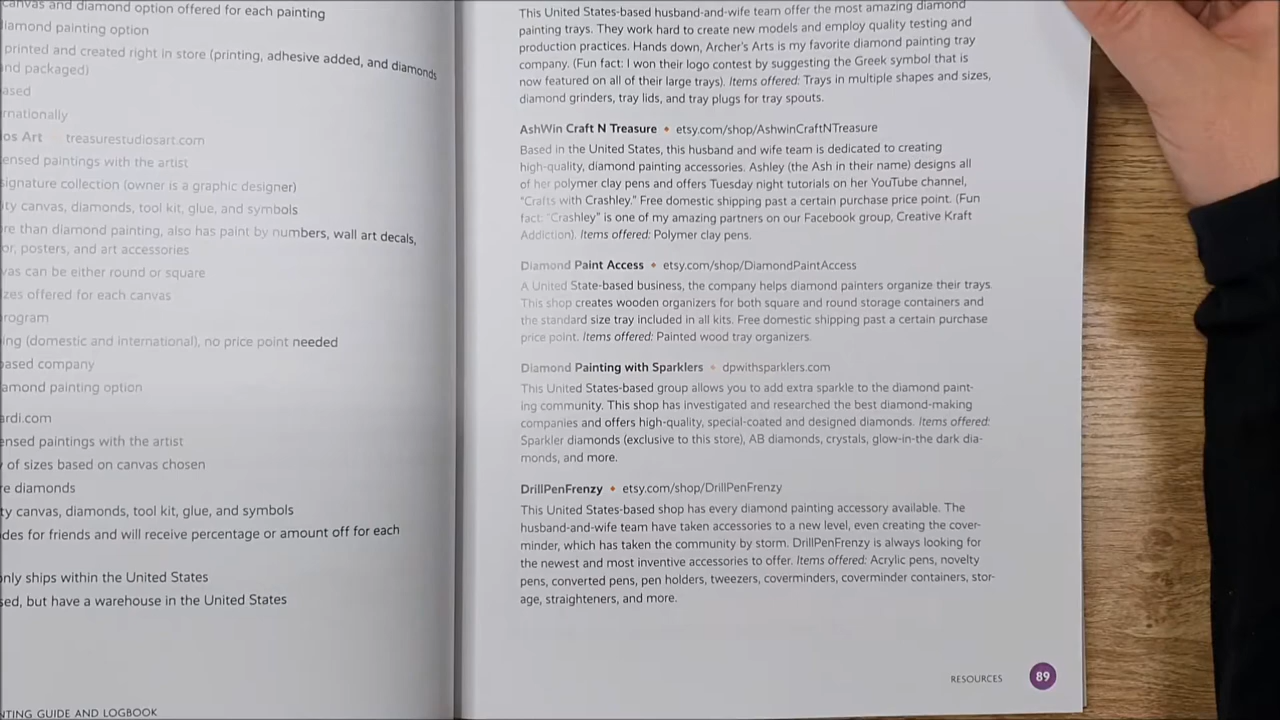 canvas and diamond option offered for each painting
diamond painting option
printed and created right in store (printing, adhesive added, and diamonds
and packaged)
ased
rnationally
os Art treasurestudiosart.com
ensed paintings with the artist
signature collection (owner is a graphic designer)
ity canvas, diamonds, tool kit, glue, and symbols
re than diamond painting, also has paint by numbers, wall art decals,
or, posters, and art accessories
vas can be either round or square
izes offered for each canvas
rogram
ing (domestic and international), no price point needed
based company
amond painting option
ardi.com
ensed paintings with the artist
y of sizes based on canvas chosen
re diamonds
ty canvas, diamonds, tool kit, glue, and symbols
des for friends and will receive percentage or amount off for each
only ships within the United States
sed, but have a warehouse in the United States
NTING GUIDE AND LOGBOOK
This United States-based husband-and-wife team offer the most amazing diamond
painting trays. They work hard to create new models and employ quality testing and
production practices. Hands down, Archer's Arts is my favorite diamond painting tray
company. (Fun fact: I won their logo contest by suggesting the Greek symbol that is
now featured on all of their large trays). Items offered: Trays in multiple shapes and sizes,
diamond grinders, tray lids, and tray plugs for tray spouts.
AshWin Craft N Treasure ♦ etsy.com/shop/AshwinCraftNTreasure
Based in the United States, this husband and wife team is dedicated to creating
high-quality, diamond painting accessories. Ashley (the Ash in their name) designs all
of her polymer clay pens and offers Tuesday night tutorials on her YouTube channel,
"Crafts with Crashley." Free domestic shipping past a certain purchase price point. (Fun
fact: "Crashley" is one of my amazing partners on our Facebook group, Creative Kraft
Addiction). Items offered: Polymer clay pens.
Diamond Paint Access ♦ etsy.com/shop/DiamondPaintAccess
A United State-based business, the company helps diamond painters organize their trays.
This shop creates wooden organizers for both square and round storage containers and
the standard size tray included in all kits. Free domestic shipping past a certain purchase
price point. Items offered: Painted wood tray organizers.
Diamond Painting with Sparklers ♦ dpwithsparklers.com
This United States-based group allows you to add extra sparkle to the diamond paint-
ing community. This shop has investigated and researched the best diamond-making
companies and offers high-quality, special-coated and designed diamonds. Items offered:
Sparkler diamonds (exclusive to this store), AB diamonds, crystals, glow-in-the dark dia-
monds, and more.
DrillPenFrenzy ♦ etsy.com/shop/DrillPenFrenzy
This United States-based shop has every diamond painting accessory available. The
husband-and-wife team have taken accessories to a new level, even creating the cover-
minder, which has taken the community by storm. DrillPenFrenzy is always looking for
the newest and most inventive accessories to offer. Items offered: Acrylic pens, novelty
pens, converted pens, pen holders, tweezers, coverminders, coverminder containers, stor-
age, straighteners, and more.
RESOURCES 89